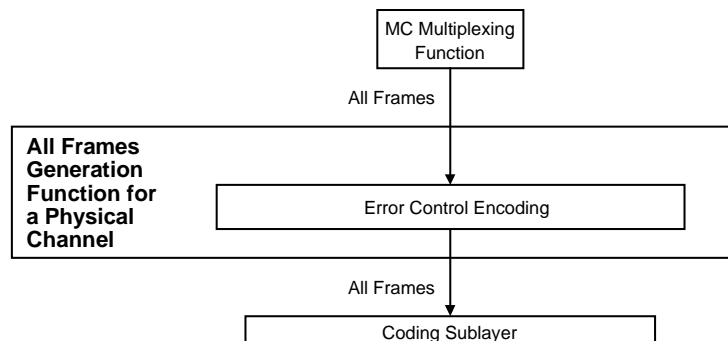 MC Multiplexing
Function
All Frames
All Frames
Generation
Function for
a Physical
Channel
Error Control Encoding
All Frames
Coding Sublayer